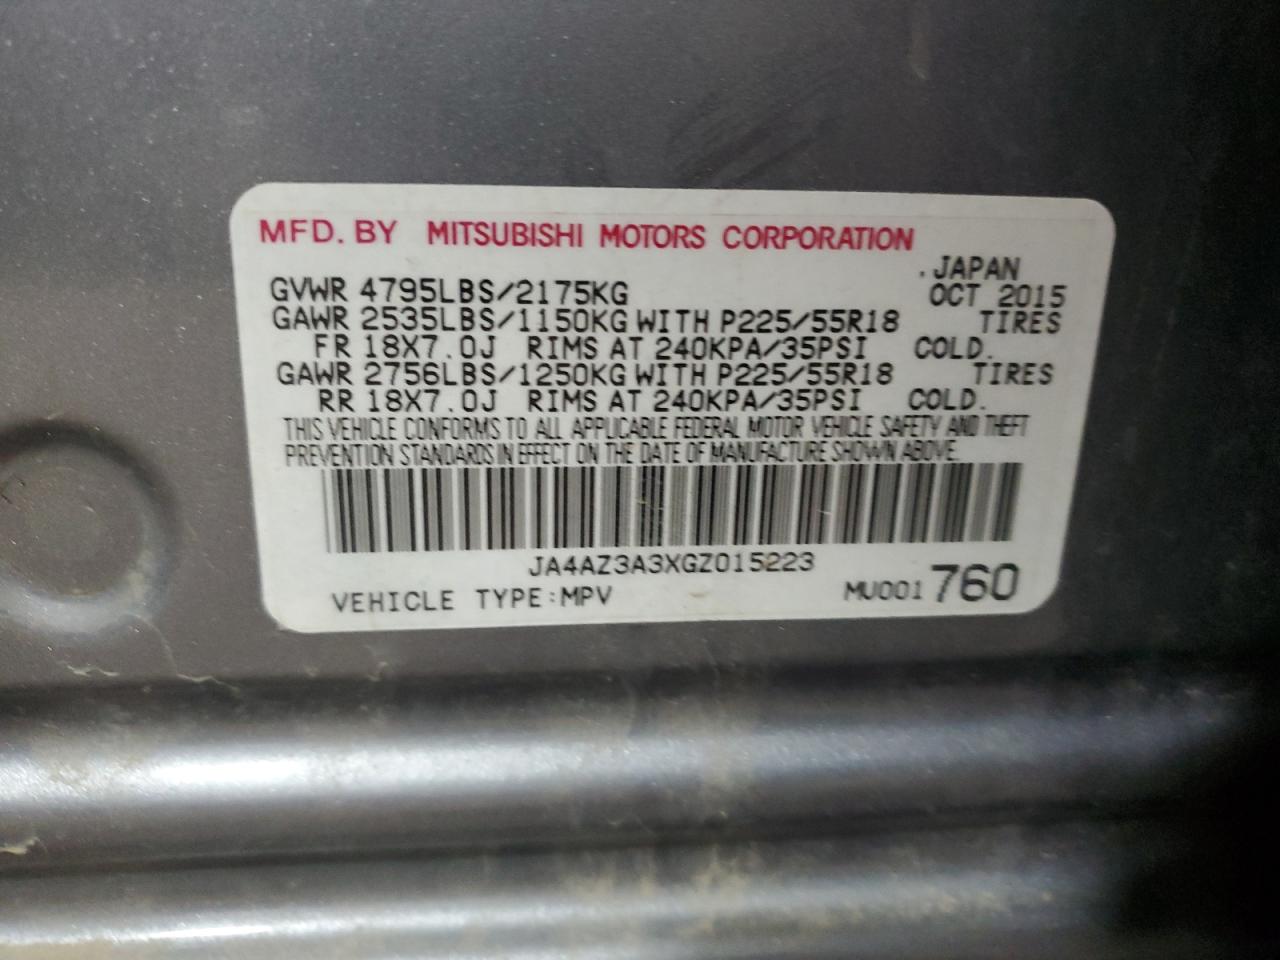 MFD. BY MITSUBISHI MOTORS CORPORATION
.JAPAN
GVWR 4795LBS/2175KG OCT 2015
GAWR 2535LBS/1150KG WITH P225/55R18 TIRES
FR 18X7.0J RIMS AT 240KPA/35PSI COLD.
GAWR 2756LBS/1250KG WITH P225/55R18 TIRES
RR 18X7.0J RIMS AT 240KPA/35PSI COLD.
THIS VEHICLE CONFORMS TO ALL APPLICABLE FEDERAL MOTOR VEHICLE SAFETY AND THEFT
PREVENTION STANDARDS IN EFFECT ON THE DATE OF MANUFACTURE SHOWN ABOVE.
JA4AZ3A3XGZ015223
VEHICLE TYPE:MPV MU001760